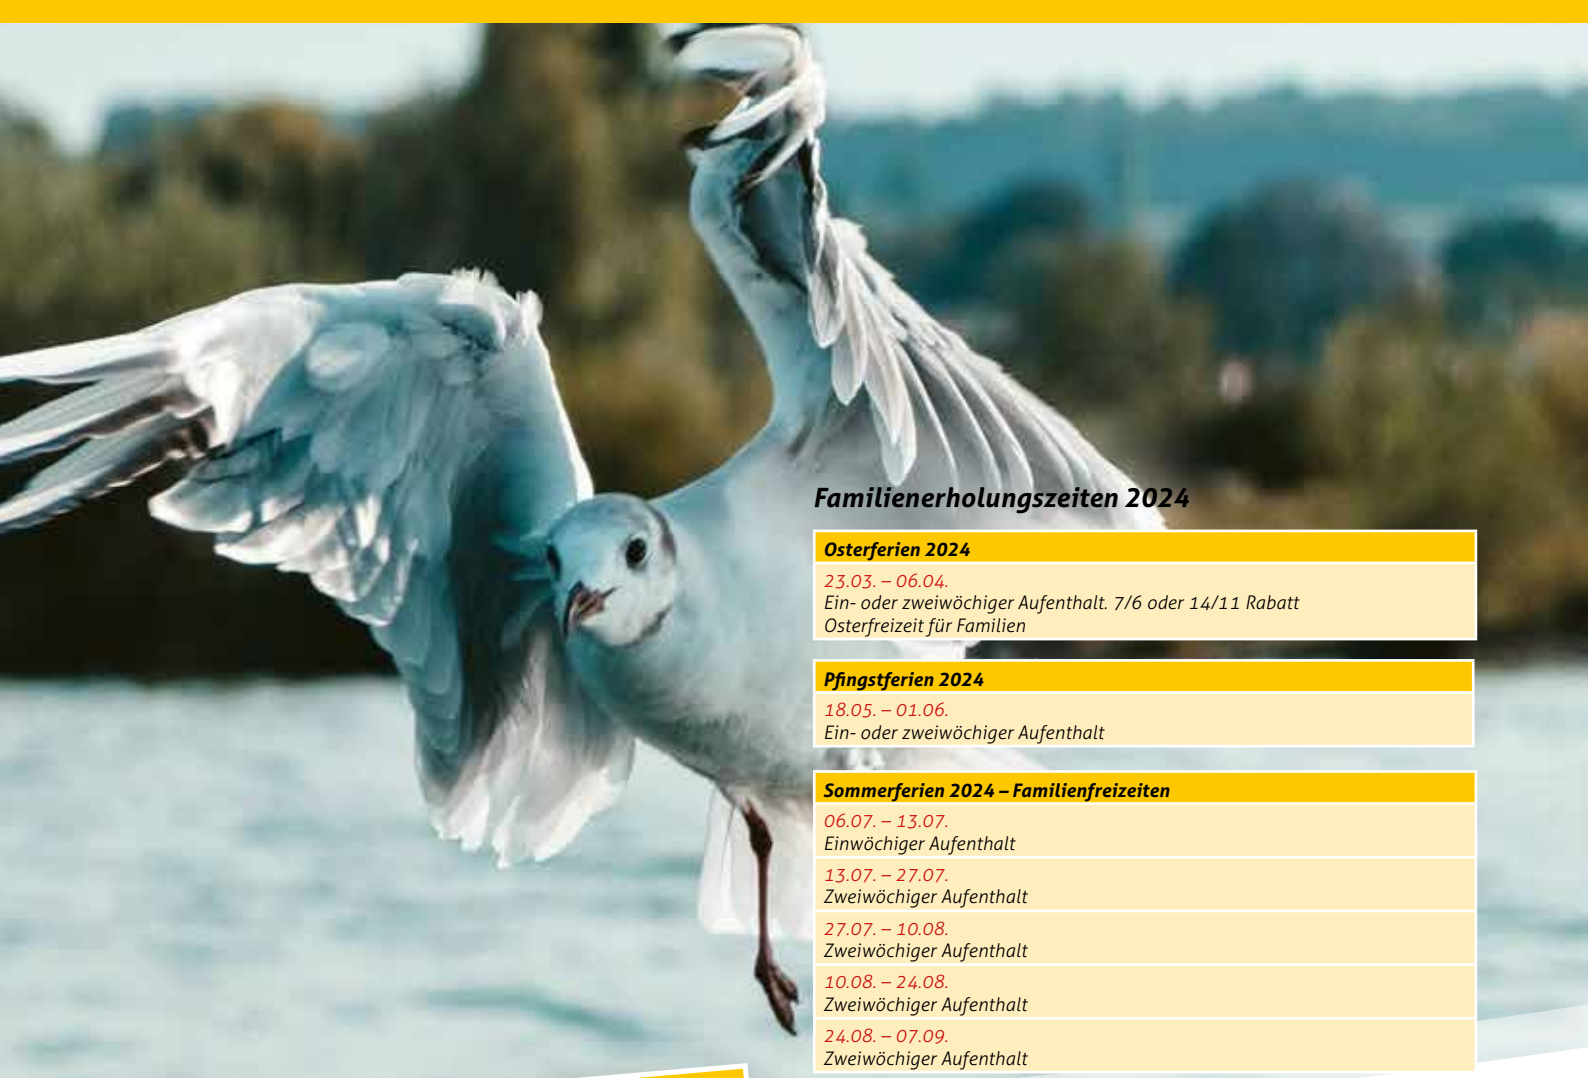 Familienerholungszeiten 2024
Osterferien 2024
23.03. – 06.04.
Ein- oder zweiwöchiger Aufenthalt. 7/6 oder 14/11 Rabatt
Osterfreizeit für Familien
Pfingstferien 2024
18.05. – 01.06.
Ein- oder zweiwöchiger Aufenthalt
Sommerferien 2024 – Familienfreizeiten
06.07. – 13.07.
Einwöchiger Aufenthalt
13.07. – 27.07.
Zweiwöchiger Aufenthalt
27.07. – 10.08.
Zweiwöchiger Aufenthalt
10.08. – 24.08.
Zweiwöchiger Aufenthalt
24.08. – 07.09.
Zweiwöchiger Aufenthalt